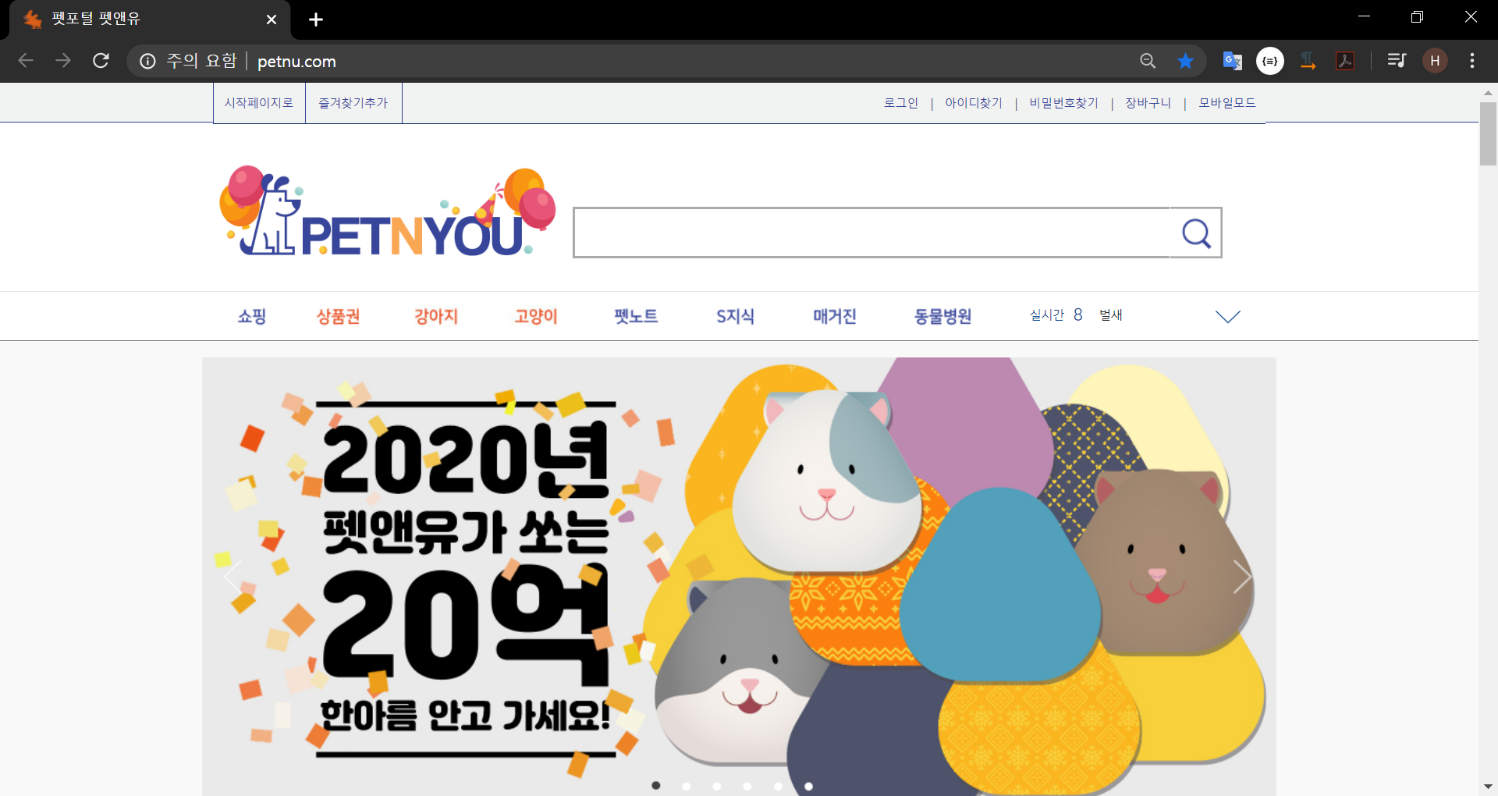 펫포털 펫앤유
주의 요함 | petnu.com
H
시작페이지로 즐겨찾기추가 로그인 | 아이디찾기 | 비밀번호찾기 | 장바구니 | 모바일모드
PETNYOU
쇼핑 상품권 강아지 고양이 펫노트 S지식 매거진 동물병원 실시간 8 벌새
2020년
펫앤유가 쏘는
20억
한아름 안고 가세요!